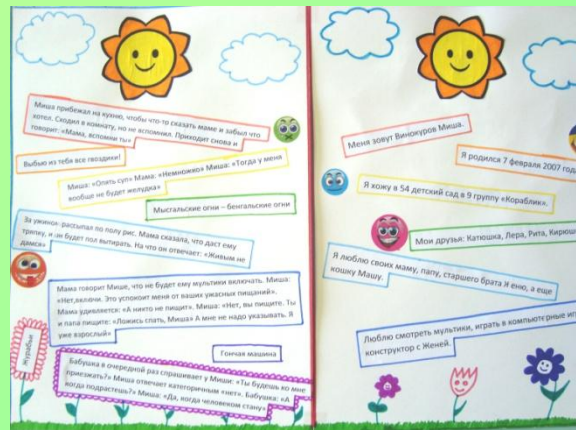 Миша прибежал на кухню, чтобы что-то сказать маме и забыл что
хотел. Сходил в комнату, но не вспомнил. Приходит снова и
говорит: «Мама, вспомни ты»
Выбью из тебя все гвоздики!
Миша: «Опять суп» Мама: «Немножко» Миша: «Тогда у меня
вообще не будет желудка»
Мысгальские огни – бенгальские огни
За ужином рассыпал по полу рис. Мама сказала, что даст ему
тряпку, и он будет пол вытирать. На что он отвечает: «Живым не
дамся»
Мама говорит Мише, что не будет ему мультики включать. Миша:
«Нет,включи. Это успокоит меня от ваших ужасных пищаний».
Мама удивляется: «А никто не пищит». Миша: «Нет, вы пищите. Ты
и папа пищите: «Ложись спать, Миша» А мне не надо указывать. Я
уже взрослый»
Гончая машина
Журабли
Бабушка в очередной раз спрашивает у Миши: «Ты будешь ко мне
приезжать?» Миша отвечает категоричным «нет». Бабушка: «А
когда подрастешь?» Миша: «Да, когда человеком стану»
Меня зовут Винокуров Миша.
Я родился 7 февраля 2007 года
Я хожу в 54 детский сад в 9 группу «Кораблик».
Мои друзья: Катюшка, Лера, Рита, Кирюш
Я люблю своих маму, папу, старшего брата Женю, а еще
кошку Машу.
Люблю смотреть мультики, играть в компьютерные иг
конструктор с Женей.